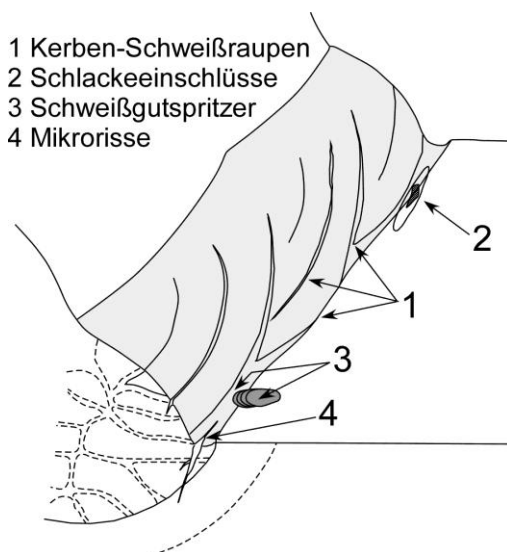 1 Kerben-Schweißraupen
2 Schlackeeinschlüsse
3 Schweißgutspritzer
4 Mikrorisse
2
1
3
4